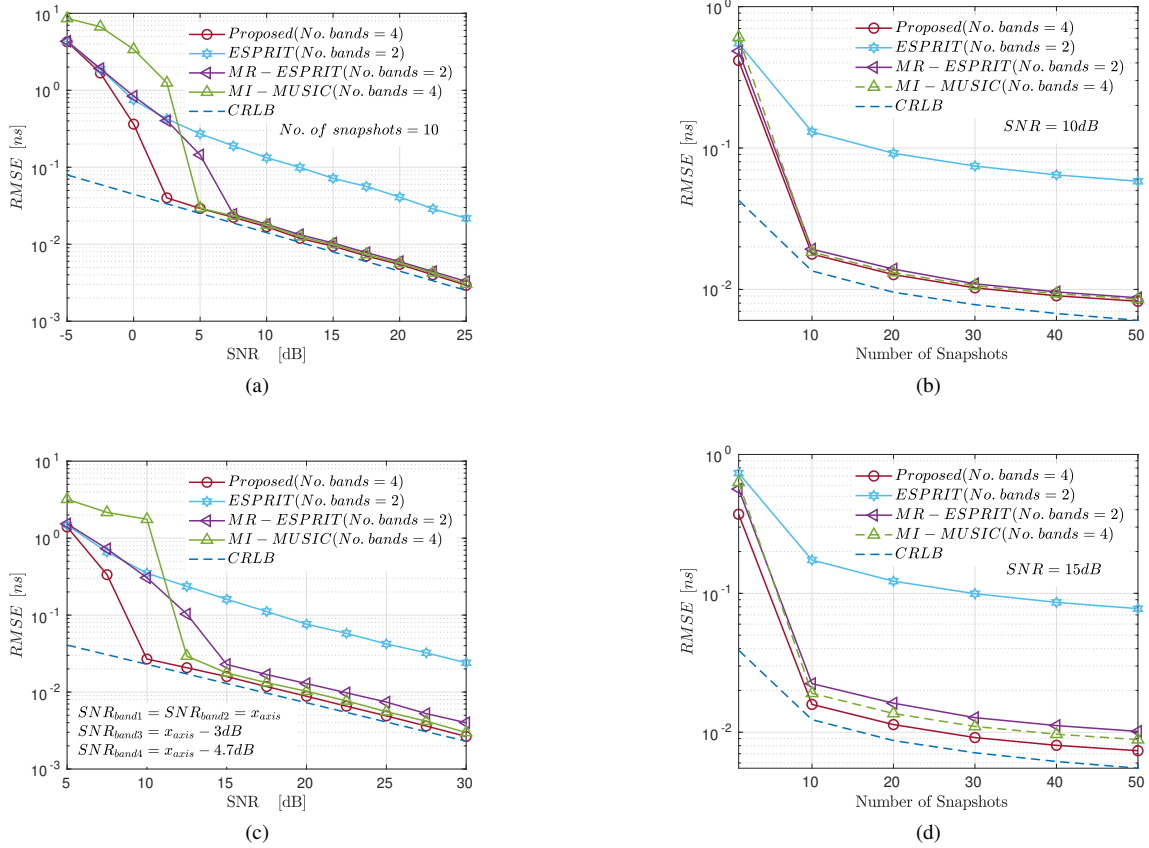 (a)
10^1
10^0
10^-1
10^-2
10^-3
RMSE [ns]
Proposed(No. bands = 4)
ESPRIT(No. bands = 2)
MR − ESPRIT(No. bands = 2)
MI − MUSIC(No. bands = 4)
CRLB
No. of snapshots = 10
-5 0 5 10 15 20 25
SNR [dB]
(b)
10^0
10^-1
10^-2
RMSE [ns]
Proposed(No. bands = 4)
ESPRIT(No. bands = 2)
MR − ESPRIT(No. bands = 2)
MI − MUSIC(No. bands = 4)
CRLB
SNR = 10dB
10 20 30 40 50
Number of Snapshots
(c)
10^1
10^0
10^-1
10^-2
10^-3
RMSE [ns]
Proposed(No. bands = 4)
ESPRIT(No. bands = 2)
MR − ESPRIT(No. bands = 2)
MI − MUSIC(No. bands = 4)
CRLB
SNR_band1 = SNR_band2 = x_axis
SNR_band3 = x_axis − 3dB
SNR_band4 = x_axis − 4.7dB
5 10 15 20 25 30
SNR [dB]
(d)
10^0
10^-1
10^-2
RMSE [ns]
Proposed(No. bands = 4)
ESPRIT(No. bands = 2)
MR − ESPRIT(No. bands = 2)
MI − MUSIC(No. bands = 4)
CRLB
SNR = 15dB
10 20 30 40 50
Number of Snapshots